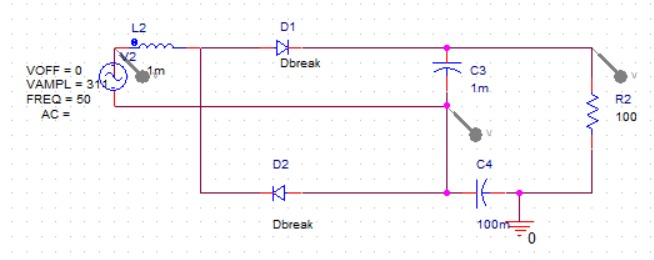 L2
D1
V2
1m
Dbreak
VOFF = 0
VAMPL = 311
FREQ = 50
AC =
C3
1m
V
V
R2
100
V
D2
C4
Dbreak
100m
0